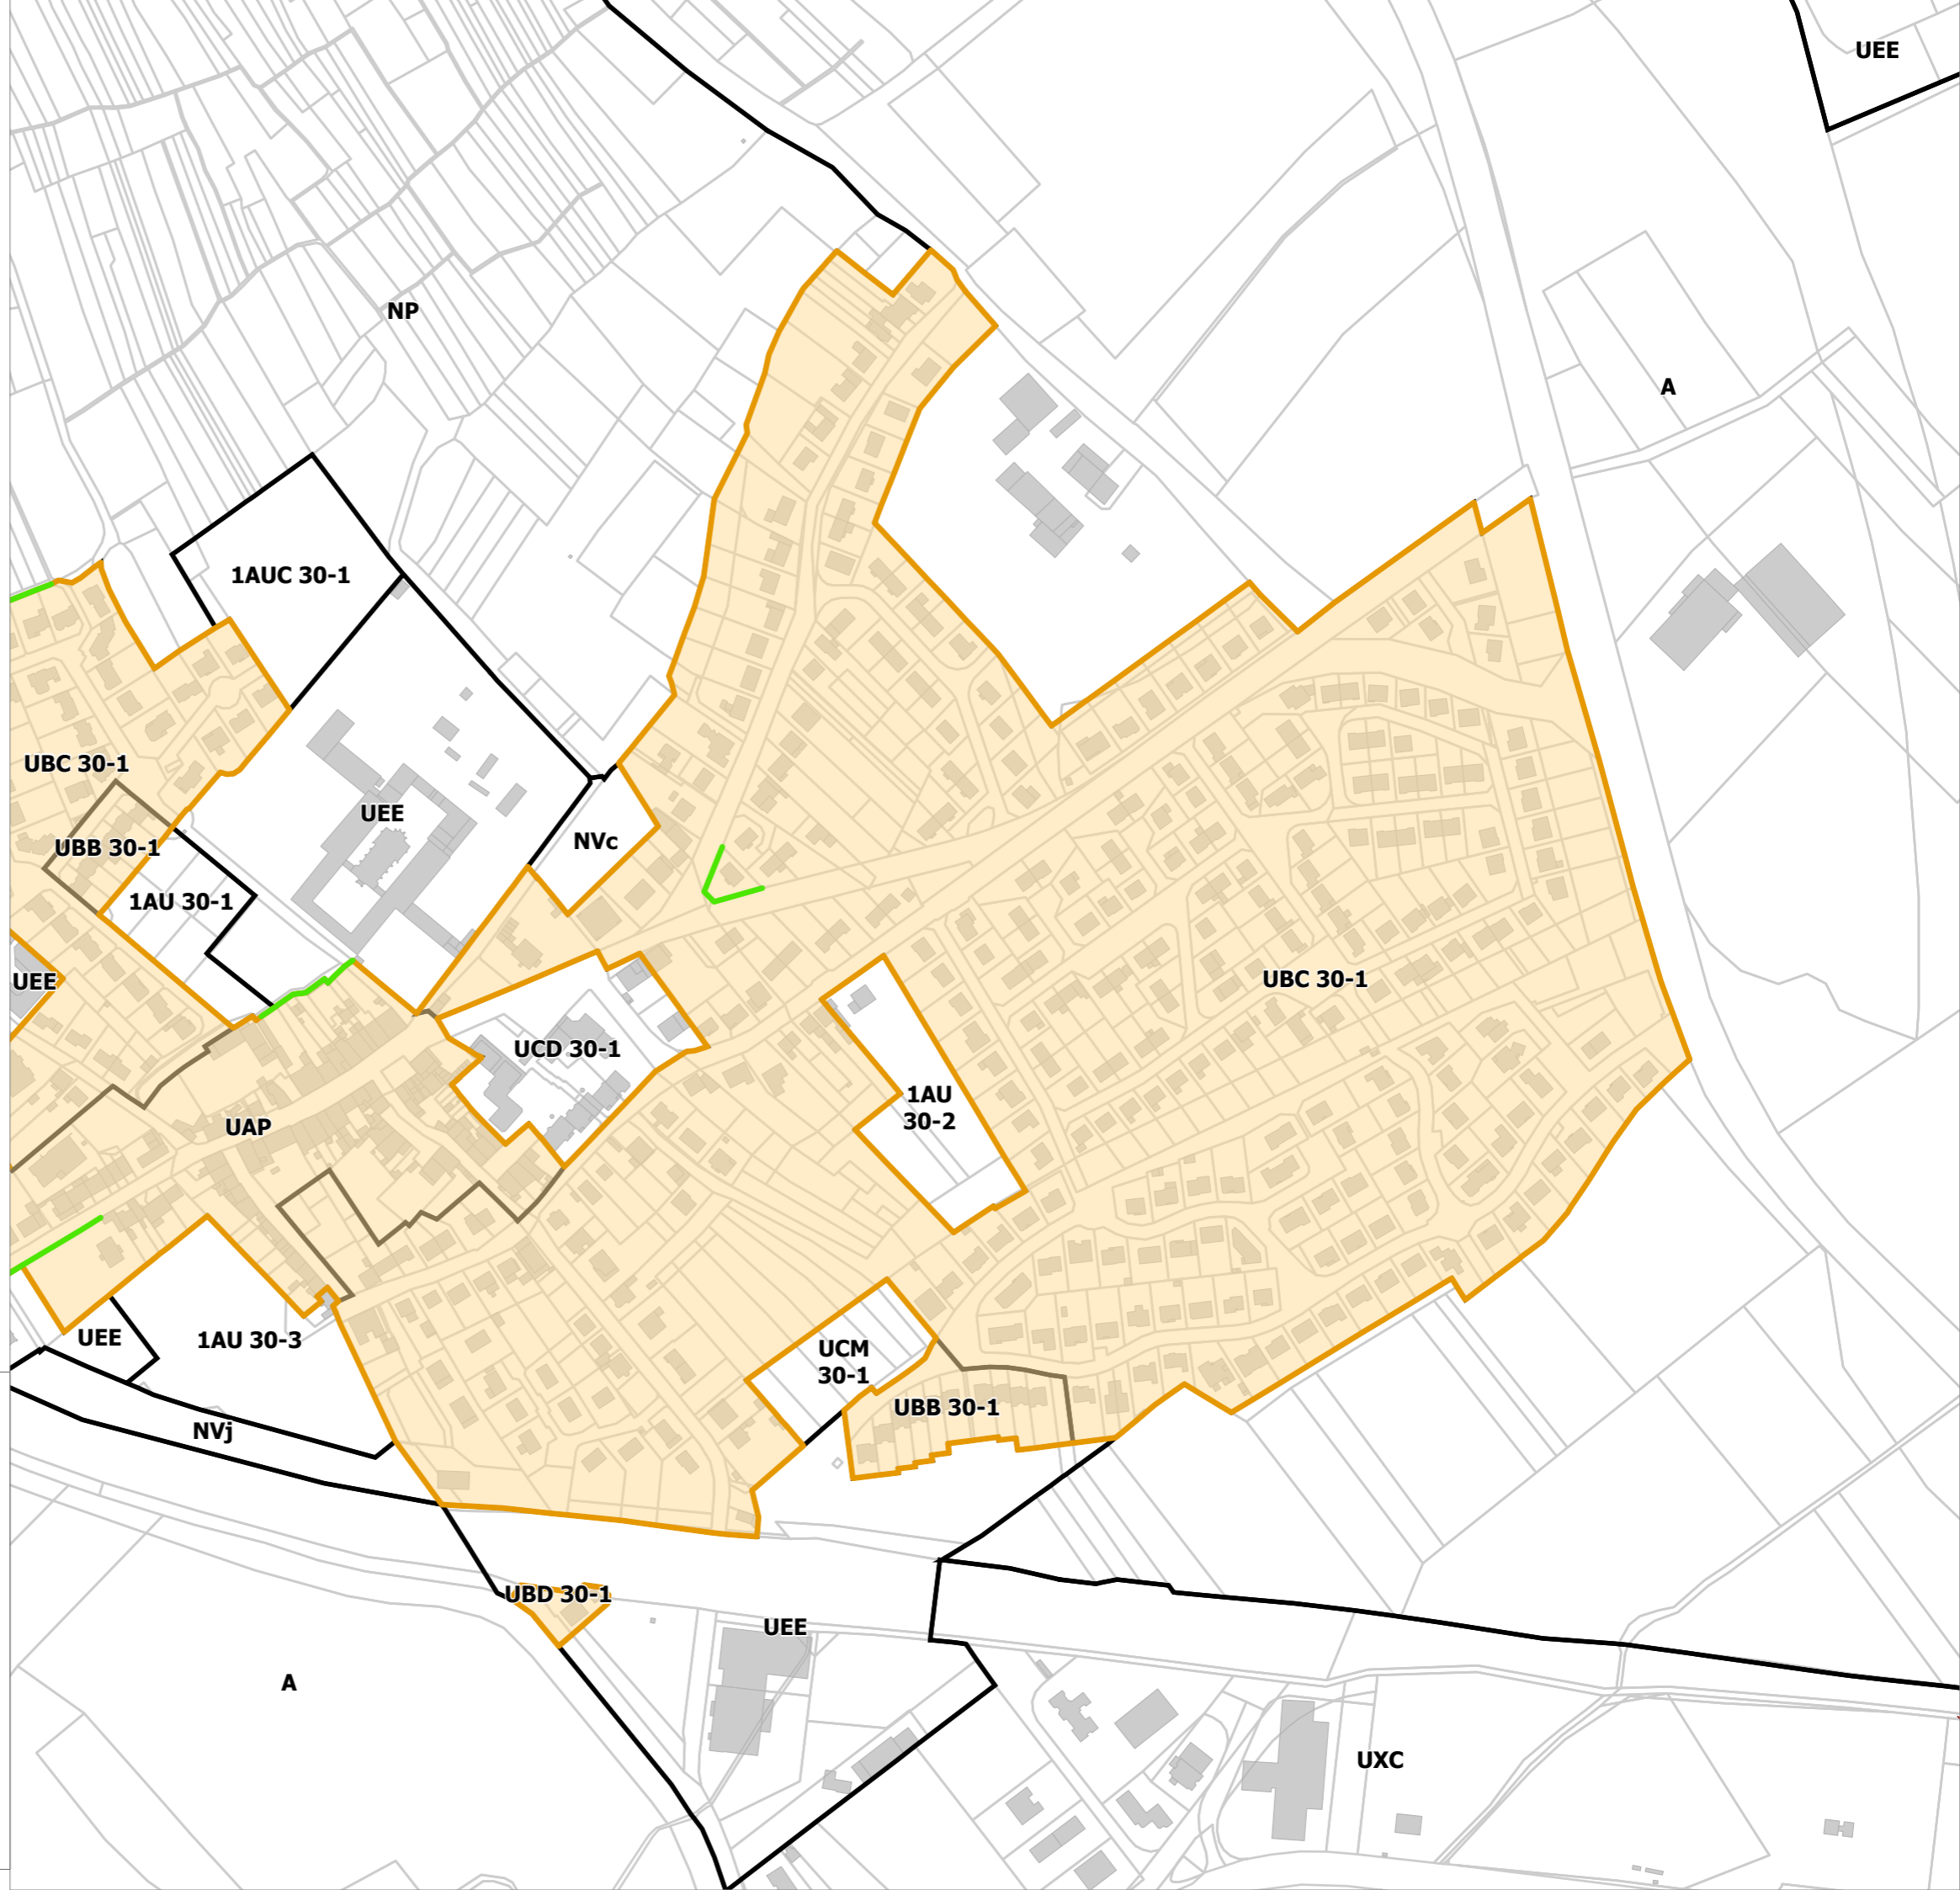 UEE
NP
A
1AUC 30-1
UBC 30-1
UEE
NVc
UBB 30-1
1AU 30-1
UEE
UBC 30-1
UCD 30-1
1AU
30-2
UAP
UEE
1AU 30-3
UCM
30-1
UBB 30-1
NVj
UBD 30-1
UEE
A
UXC